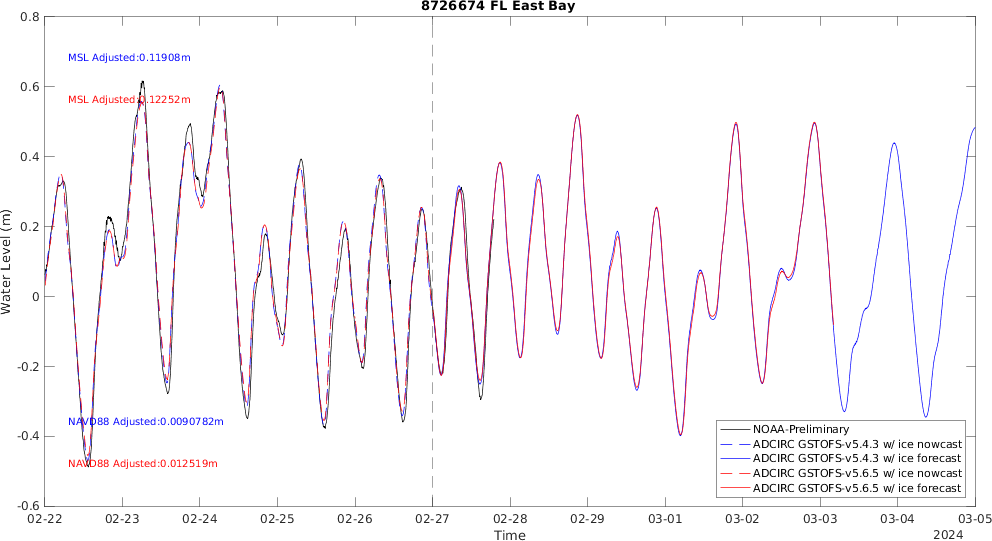 8726674 FL East Bay
0.8
0.6
0.4
0.2
0
-0.2
-0.4
-0.6
Water Level (m)
MSL Adjusted:0.11908m
MSL Adjusted:0.12252m
NAVD88 Adjusted:0.0090782m
NAVD88 Adjusted:0.012519m
NOAA-Preliminary
ADCIRC GSTOFS-v5.4.3 w/ ice nowcast
ADCIRC GSTOFS-v5.4.3 w/ ice forecast
ADCIRC GSTOFS-v5.6.5 w/ ice nowcast
ADCIRC GSTOFS-v5.6.5 w/ ice forecast
02-22 02-23 02-24 02-25 02-26 02-27 02-28 02-29 03-01 03-02 03-03 03-04 03-05
Time
2024